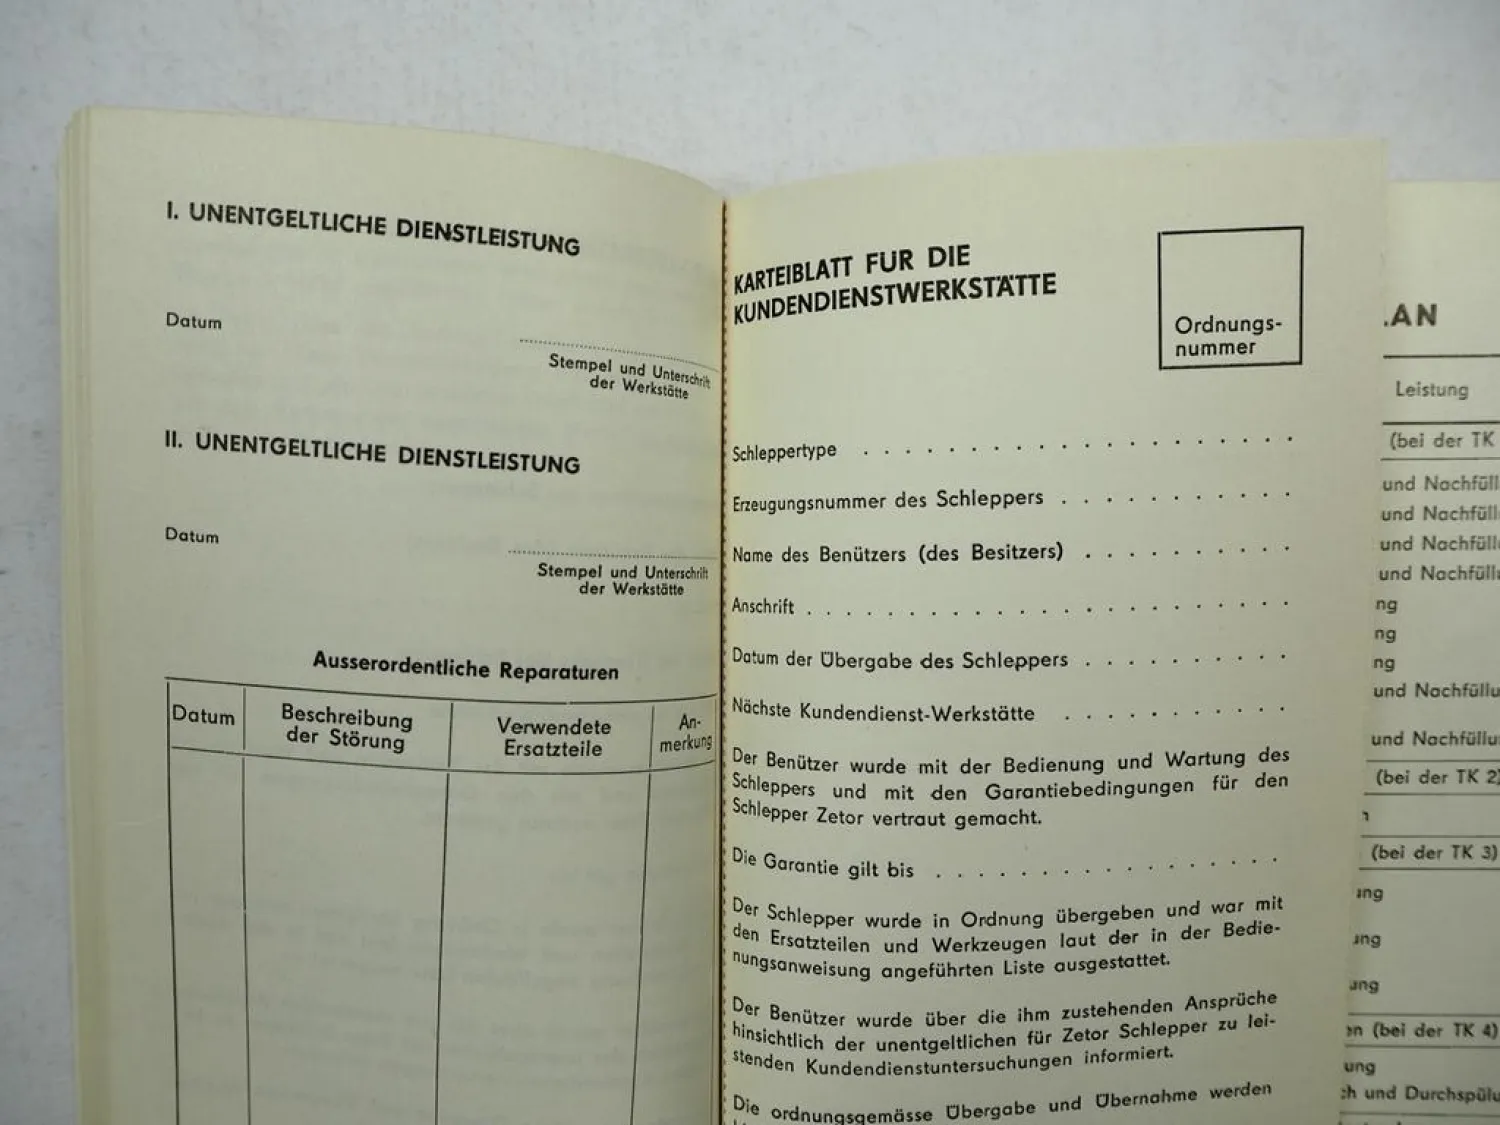 I. UNENTGELTLICHE DIENSTLEISTUNG
Datum
Stempel und Unterschrift
der Werkstätte
II. UNENTGELTLICHE DIENSTLEISTUNG
Datum
Stempel und Unterschrift
der Werkstätte
Ausserordentliche Reparaturen
Datum
Beschreibung
der Störung
Verwendete
Ersatzteile
An-
merkung
KARTEIBLATT FUR DIE
KUNDENDIENSTWERKSTÄTTE
Ordnungs-
nummer
Schleppertype . . . . . . . . . . . . . . . .
Erzeugungsnummer des Schleppers . . . . . . . . . . .
Name des Benützers (des Besitzers) . . . . . . . . . .
Anschrift . . . . . . . . . . . . . . . . . . .
Datum der Übergabe des Schleppers . . . . . . . . . .
Nächste Kundendienst-Werkstätte . . . . . . . . . . .
Der Benützer wurde mit der Bedienung und Wartung des
Schleppers und mit den Garantiebedingungen für den
Schlepper Zetor vertraut gemacht.
Die Garantie gilt bis . . . . . . . . . . . . . . . .
Der Schlepper wurde in Ordnung übergeben und war mit
den Ersatzteilen und Werkzeugen laut der in der Bedie-
nungsanweisung angeführten Liste ausgestattet.
Der Benützer wurde über die ihm zustehenden Ansprüche
hinsichtlich der unentgeltlichen für Zetor Schlepper zu lei-
stenden Kundendienstuntersuchungen informiert.
Die ordnungsgemässe Übergabe und Übernahme werden
LAN
Leistung
(bei der TK
und Nachfüll
und Nachfüll
und Nachfüll
und Nachfüll
ng
ng
ng
und Nachfüllu
und Nachfüllu
(bei der TK 2)
(bei der TK 3)
ung
ung
ung
en (bei der TK 4)
ung
ch und Durchspülu